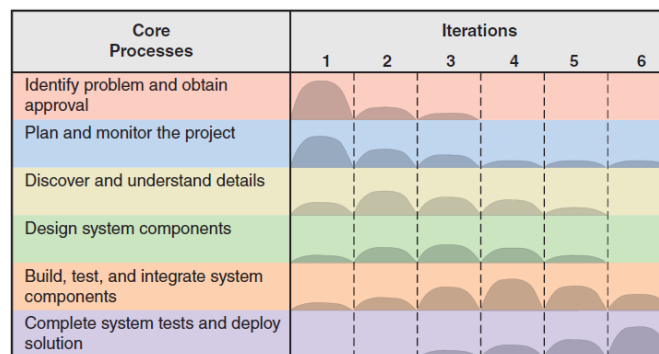 Core
Processes
Iterations
1 2 3 4 5 6
Identify problem and obtain
approval
Plan and monitor the project
Discover and understand details
Design system components
Build, test, and integrate system
components
Complete system tests and deploy
solution